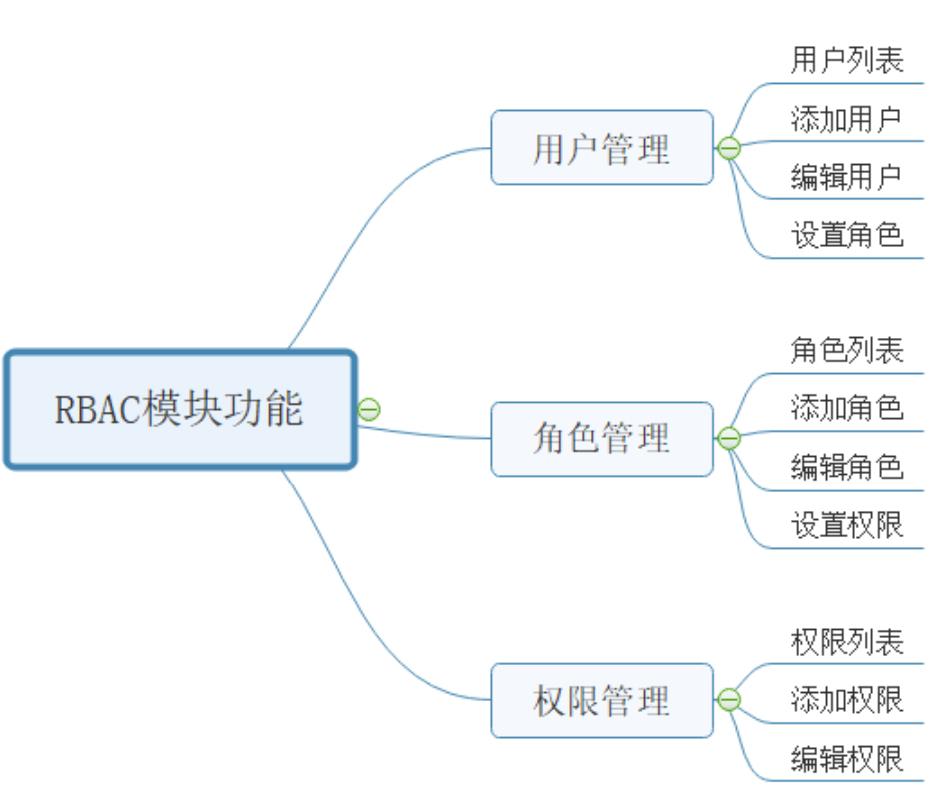 RBAC模块功能
用户管理
用户列表
添加用户
编辑用户
设置角色
角色管理
角色列表
添加角色
编辑角色
设置权限
权限管理
权限列表
添加权限
编辑权限